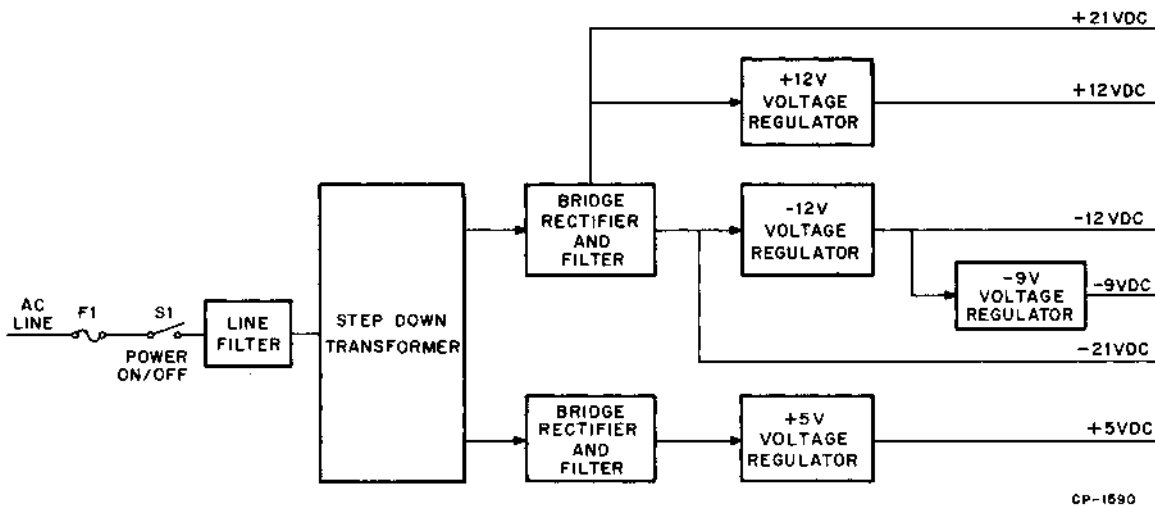 +21VDC
+12V
VOLTAGE
REGULATOR
+12VDC
BRIDGE
RECTIFIER
AND
FILTER
-12V
VOLTAGE
REGULATOR
-12VDC
-9V
VOLTAGE
REGULATOR
-9VDC
AC
LINE
F1
S1
POWER
ON/OFF
LINE
FILTER
STEP DOWN
TRANSFORMER
-21VDC
BRIDGE
RECTIFIER
AND
FILTER
+5V
VOLTAGE
REGULATOR
+5VDC
CP-1590